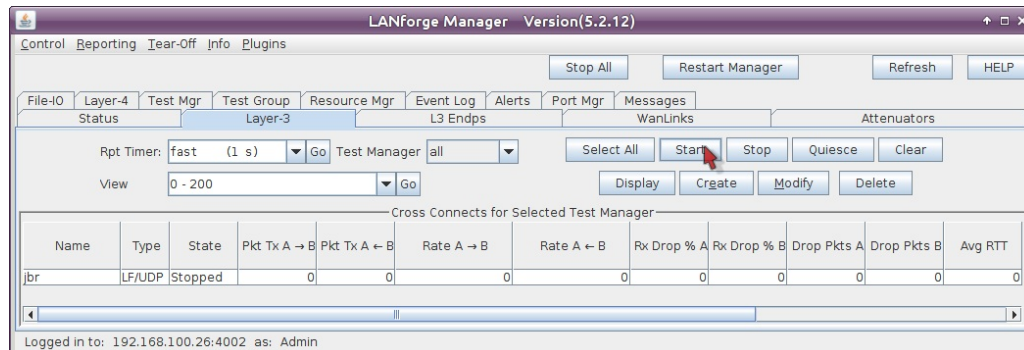 LANforge Manager Version(5.2.12)
Control Reporting Tear-Off Info Plugins
Stop All Restart Manager Refresh HELP
File-IO Layer-4 Test Mgr Test Group Resource Mgr Event Log Alerts Port Mgr Messages
Status Layer-3 L3 Endps WanLinks Attenuators
Rpt Timer: fast (1 s) Go Test Manager all Select All Start Stop Quiesce Clear
View 0 - 200 Go Display Create Modify Delete
Cross Connects for Selected Test Manager
Name Type State Pkt Tx A → B Pkt Tx A ← B Rate A → B Rate A ← B Rx Drop % A Rx Drop % B Drop Pkts A Drop Pkts B Avg RTT
jbr LF/UDP Stopped 0 0 0 0 0 0 0 0 0
Logged in to: 192.168.100.26:4002 as: Admin